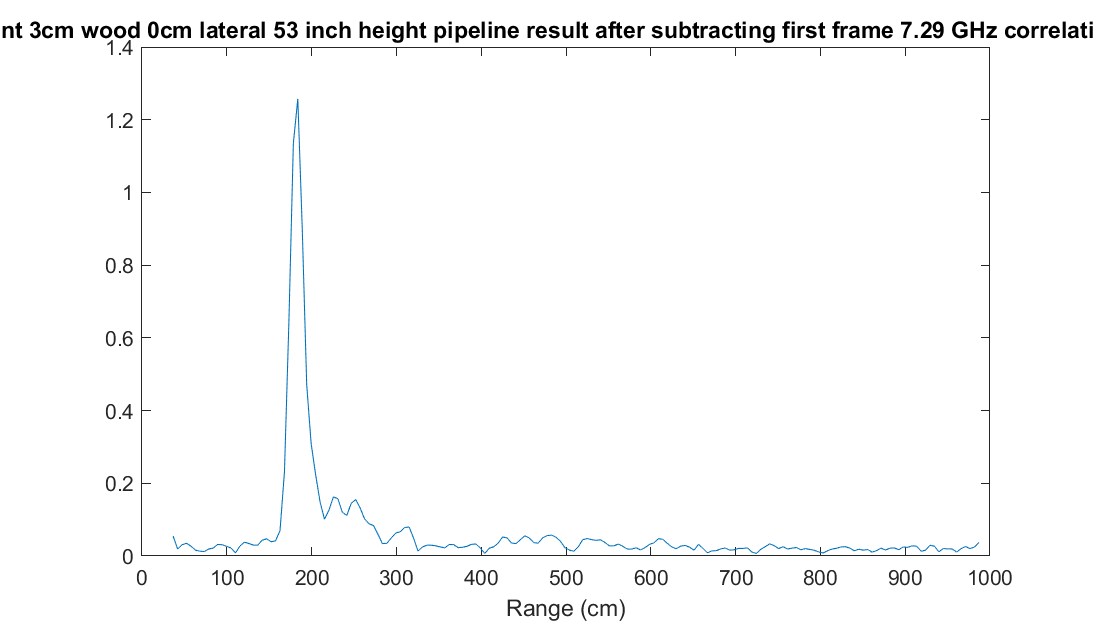 nt 3cm wood 0cm lateral 53 inch height pipeline result after subtracting first frame 7.29 GHz correlati
1.4
1.2
1
0.8
0.6
0.4
0.2
0
0 100 200 300 400 500 600 700 800 900 1000
Range (cm)